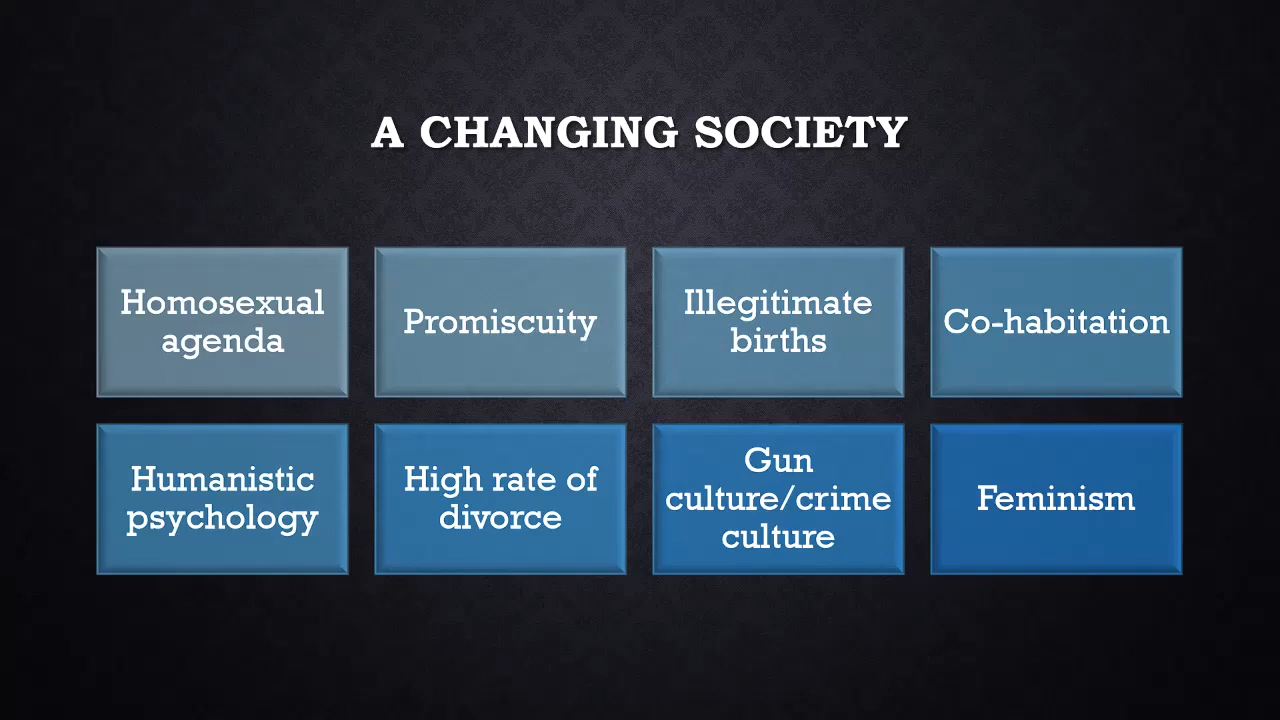 A CHANGING SOCIETY
Homosexual
agenda
Promiscuity
Illegitimate
births
Co-habitation
Humanistic
psychology
High rate of
divorce
Gun
culture/crime
culture
Feminism